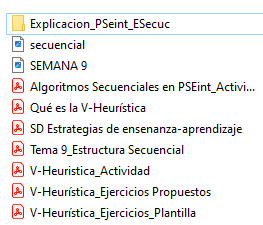 Explicacion_PSeint_ESecuc
secuencial
SEMANA 9
Algoritmos Secuenciales en PSEint_Activi...
Qué es la V-Heurística
SD Estrategias de ensenanza-aprendizaje
Tema 9_Estructura Secuencial
V-Heuristica_Actividad
V-Heurística_Ejercicios Propuestos
V-Heurística_Ejercicios_Plantilla